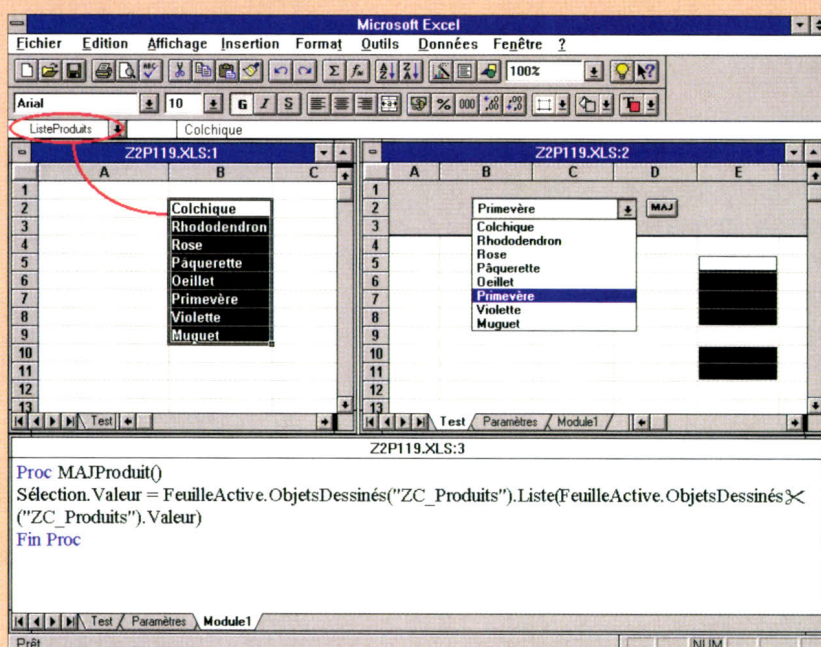 Microsoft Excel
Fichier Edition Affichage Insertion Format Outils Données Fenêtre ?
100%
Arial 10 G I S % 000
ListeProduits Colchique
Z2P119.XLS:1
A B C
1
2 Colchique
3 Rhododendron
4 Rose
5 Pâquerette
6 Oeillet
7 Primevère
8 Violette
9 Muguet
10
11
12
13
Test
Z2P119.XLS:2
A B C D E
1
2 Primevère MAJ
3 Colchique
Rhododendron
4 Rose
5 Pâquerette
6 Oeillet
7 Primevère
8 Violette
Muguet
9
10
11
12
13
Test Paramètres Module1
Z2P119.XLS:3
Proc MAJProduit()
Sélection.Valeur = FeuilleActive.ObjetsDessinés("ZC_Produits").Liste(FeuilleActive.ObjetsDessinés
("ZC_Produits").Valeur)
Fin Proc
Test Paramètres Module1
Prêt NUM